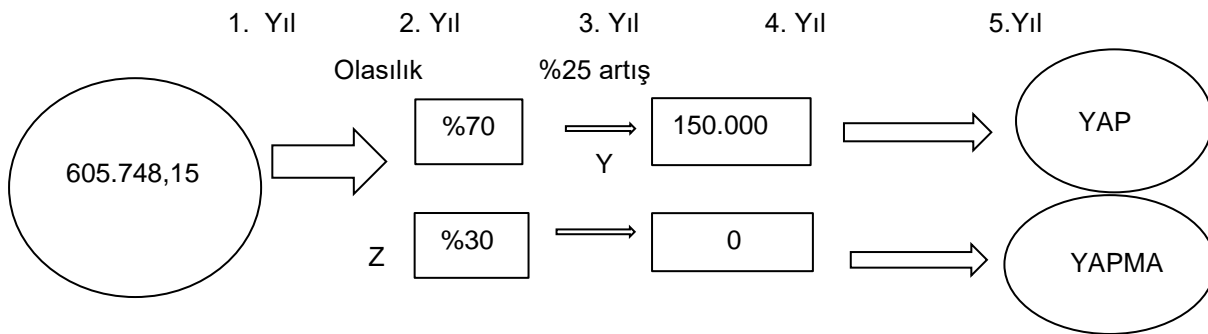 1. Yıl 2. Yıl 3. Yıl 4. Yıl 5.Yıl
Olasılık %25 artış
%70 150.000 YAP
Y
605.748,15
Z %30 0
YAPMA